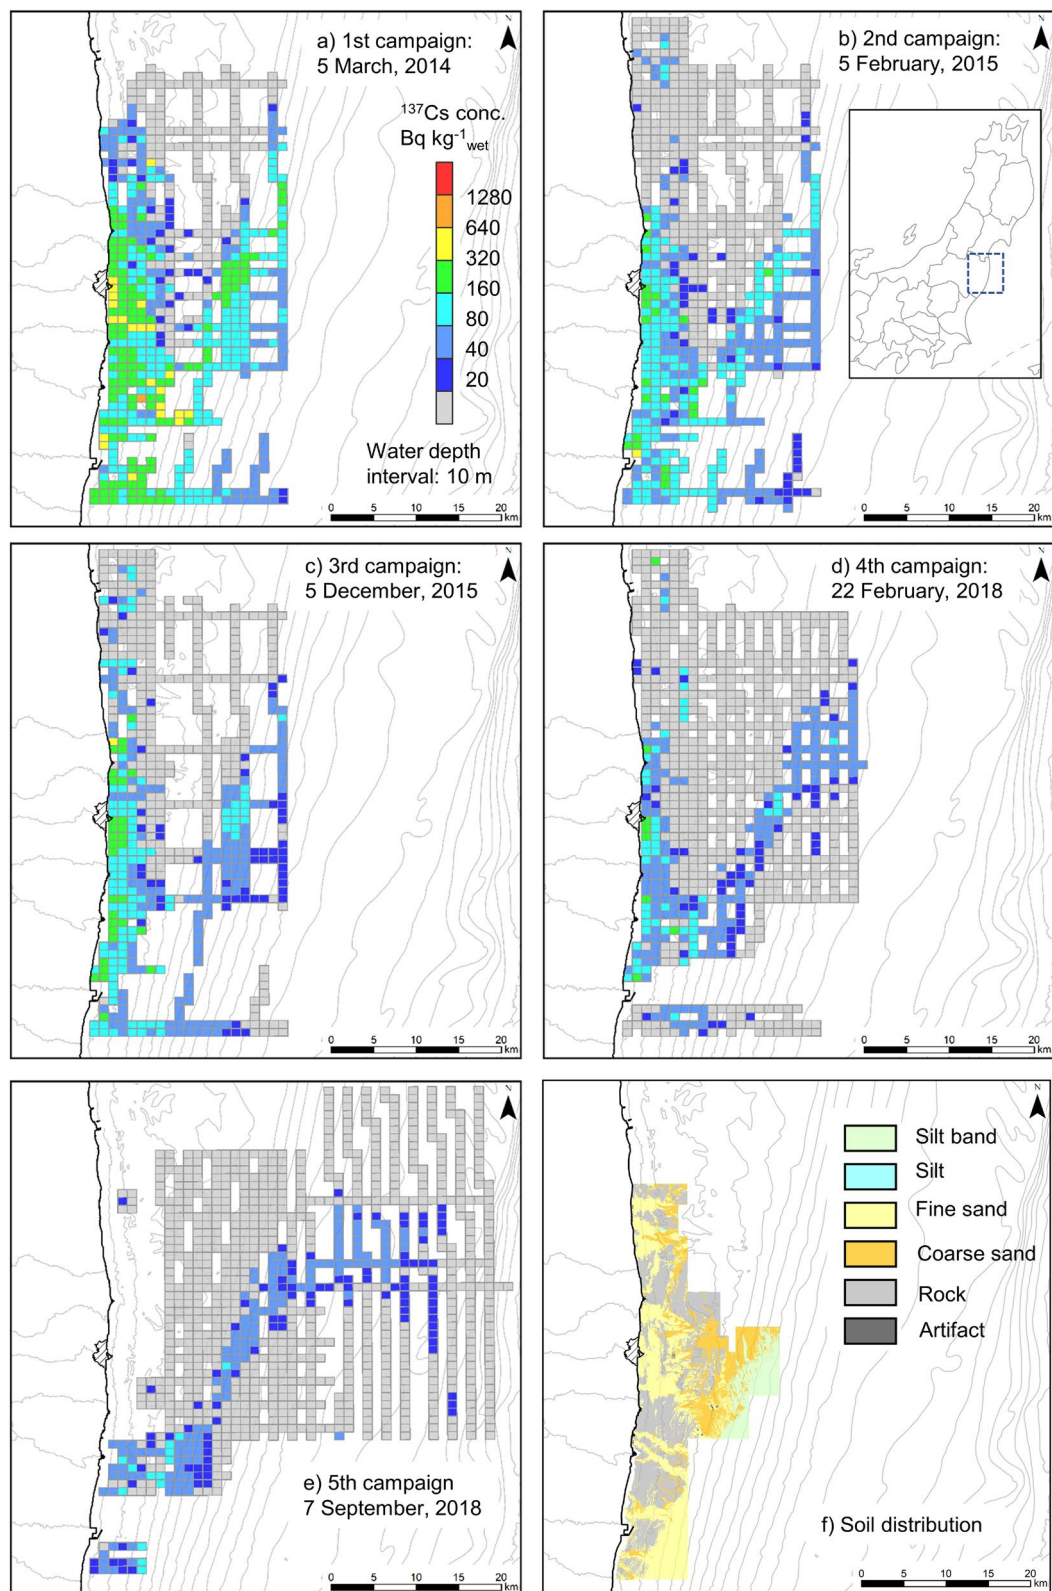 a) 1st campaign:
5 March, 2014
137Cs conc.
Bq kg-1wet
1280
640
320
160
80
40
20
Water depth
interval: 10 m
0 5 10 15 20
km
N
b) 2nd campaign:
5 February, 2015
0 5 10 15 20
km
N
c) 3rd campaign:
5 December, 2015
0 5 10 15 20
km
N
d) 4th campaign:
22 February, 2018
0 5 10 15 20
km
N
e) 5th campaign
7 September, 2018
0 5 10 15 20
km
N
Silt band
Silt
Fine sand
Coarse sand
Rock
Artifact
f) Soil distribution
0 5 10 15 20
km
N